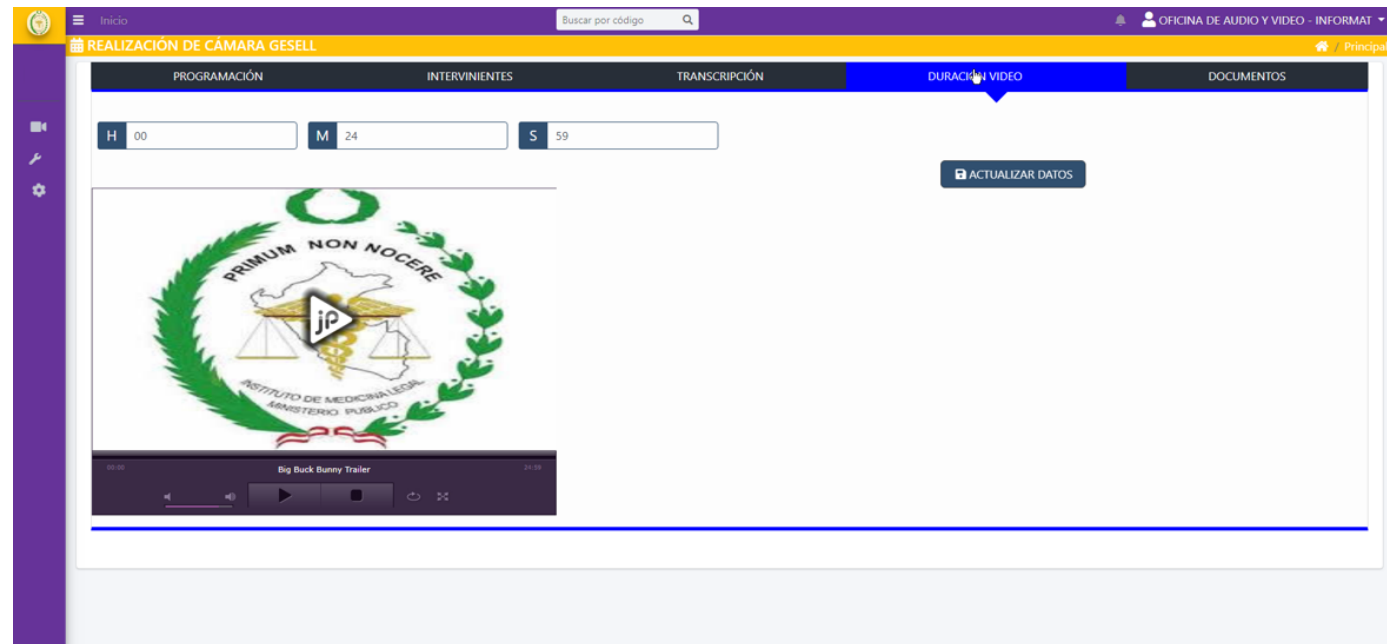 Inicio
Buscar por código
OFICINA DE AUDIO Y VIDEO - INFORMAT
REALIZACIÓN DE CÁMARA GESELL
/ Principal
PROGRAMACIÓN
INTERVINIENTES
TRANSCRIPCIÓN
DURACIÓN VIDEO
DOCUMENTOS
H 00
M 24
S 59
ACTUALIZAR DATOS
PRIMUM NON NOCERE
jP
INSTITUTO DE MEDICINA LEGAL
MINISTERIO PUBLICO
00:00
Big Buck Bunny Trailer
24:59